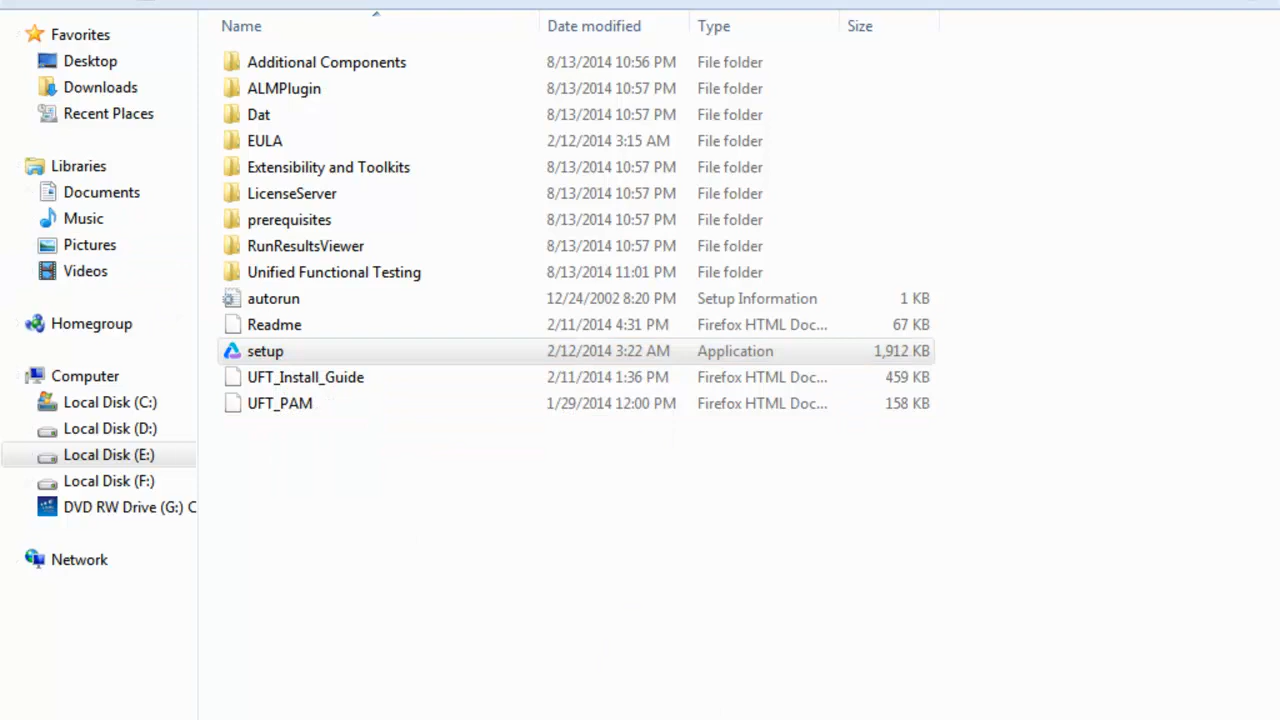 Name Date modified Type Size
Favorites
Desktop
Downloads
Recent Places
Libraries
Documents
Music
Pictures
Videos
Homegroup
Computer
Local Disk (C:)
Local Disk (D:)
Local Disk (E:)
Local Disk (F:)
DVD RW Drive (G:) C
Network
Additional Components 8/13/2014 10:56 PM File folder
ALMPlugin 8/13/2014 10:57 PM File folder
Dat 8/13/2014 10:57 PM File folder
EULA 2/12/2014 3:15 AM File folder
Extensibility and Toolkits 8/13/2014 10:57 PM File folder
LicenseServer 8/13/2014 10:57 PM File folder
prerequisites 8/13/2014 10:57 PM File folder
RunResultsViewer 8/13/2014 10:57 PM File folder
Unified Functional Testing 8/13/2014 11:01 PM File folder
autorun 12/24/2002 8:20 PM Setup Information 1 KB
Readme 2/11/2014 4:31 PM Firefox HTML Doc... 67 KB
setup 2/12/2014 3:22 AM Application 1,912 KB
UFT_Install_Guide 2/11/2014 1:36 PM Firefox HTML Doc... 459 KB
UFT_PAM 1/29/2014 12:00 PM Firefox HTML Doc... 158 KB